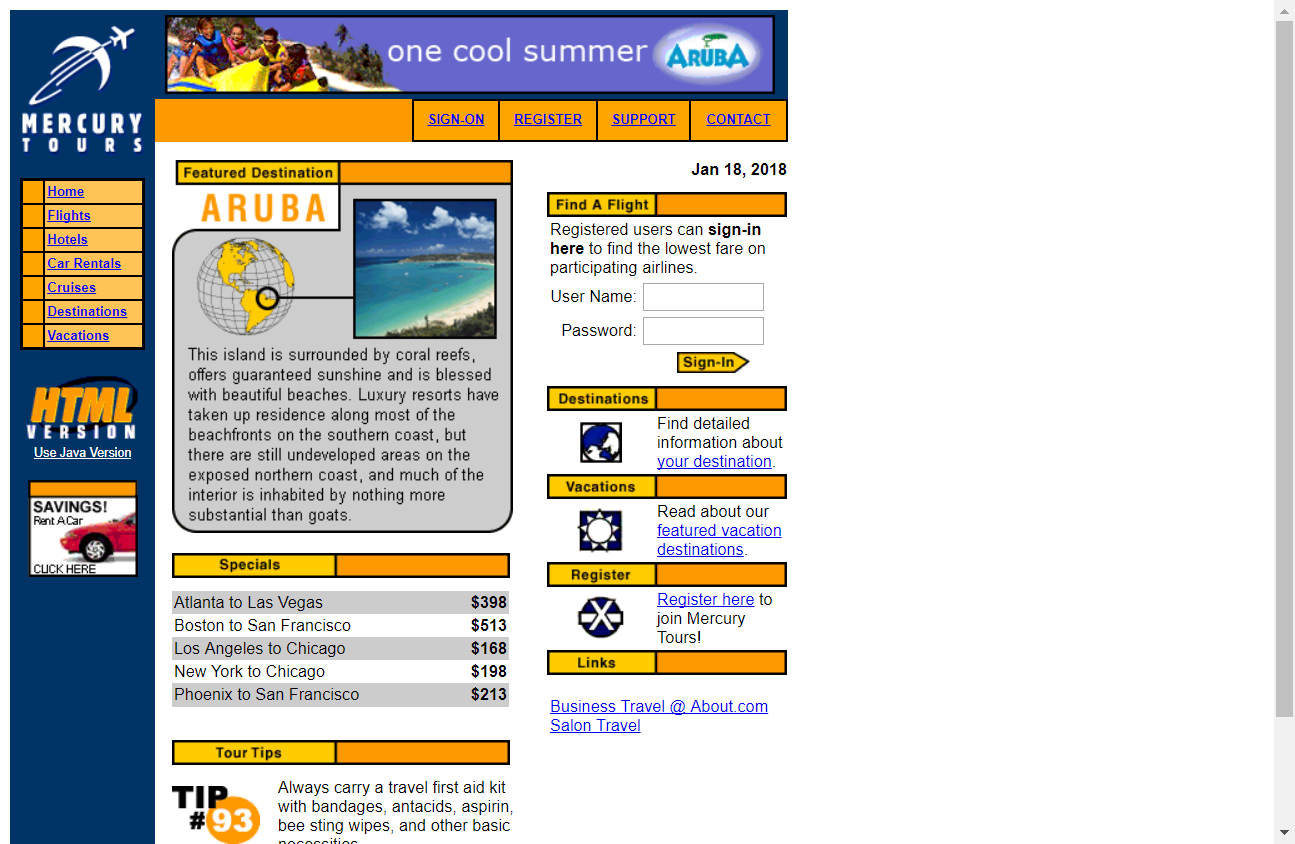 one cool summer ARUBA
MERCURY
TOURS
SIGN-ON REGISTER SUPPORT CONTACT
Home
Flights
Hotels
Car Rentals
Cruises
Destinations
Vacations
HTML
VERSION
Use Java Version
SAVINGS!
Rent A Car
CLICK HERE
Featured Destination
ARUBA
This island is surrounded by coral reefs,
offers guaranteed sunshine and is blessed
with beautiful beaches. Luxury resorts have
taken up residence along most of the
beachfronts on the southern coast, but
there are still undeveloped areas on the
exposed northern coast, and much of the
interior is inhabited by nothing more
substantial than goats.
Specials
Atlanta to Las Vegas $398
Boston to San Francisco $513
Los Angeles to Chicago $168
New York to Chicago $198
Phoenix to San Francisco $213
Tour Tips
TIP
#93
Always carry a travel first aid kit
with bandages, antacids, aspirin,
bee sting wipes, and other basic
necessities.
Jan 18, 2018
Find A Flight
Registered users can sign-in
here to find the lowest fare on
participating airlines.
User Name:
Password:
Sign-In
Destinations
Find detailed
information about
your destination.
Vacations
Read about our
featured vacation
destinations.
Register
Register here to
join Mercury
Tours!
Links
Business Travel @ About.com
Salon Travel